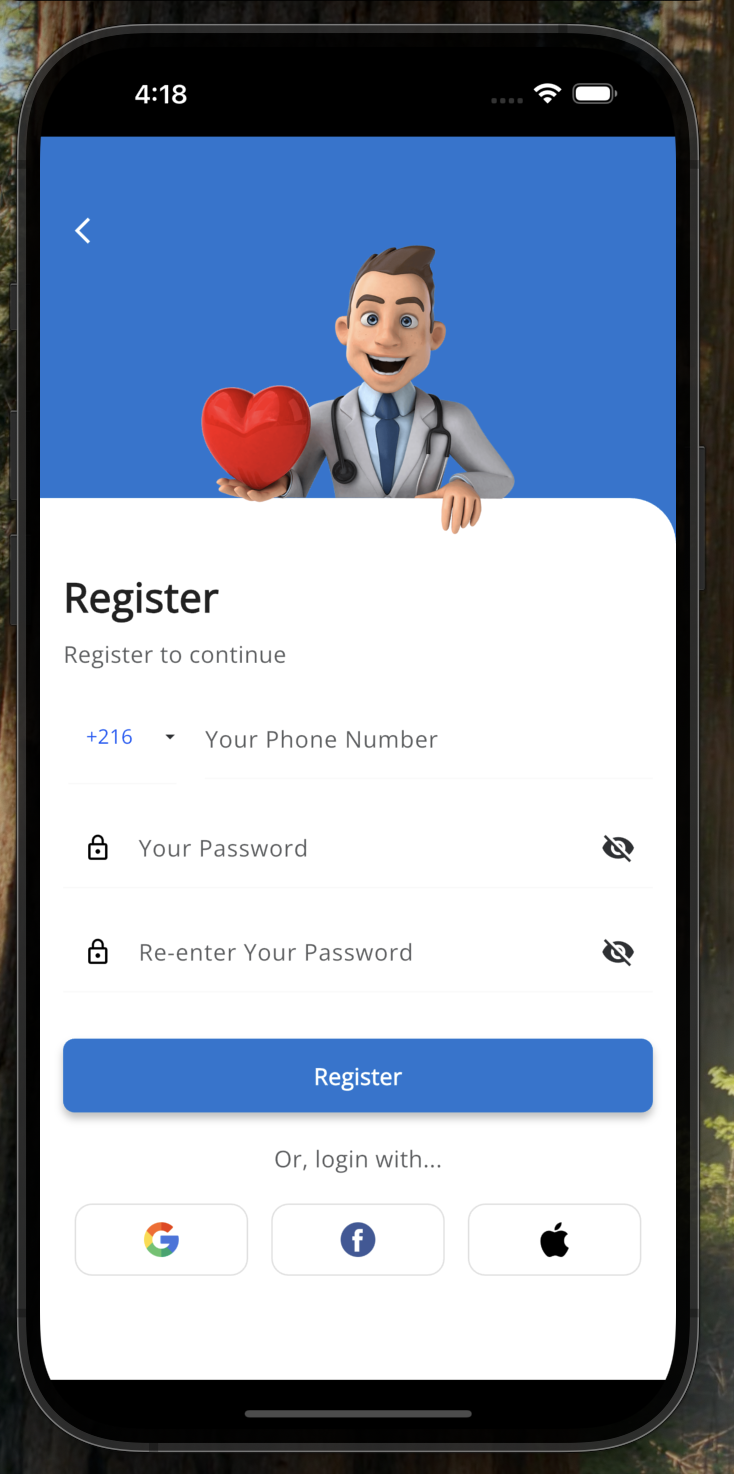 4:18
Register
Register to continue
+216 Your Phone Number
Your Password
Re-enter Your Password
Register
Or, login with...